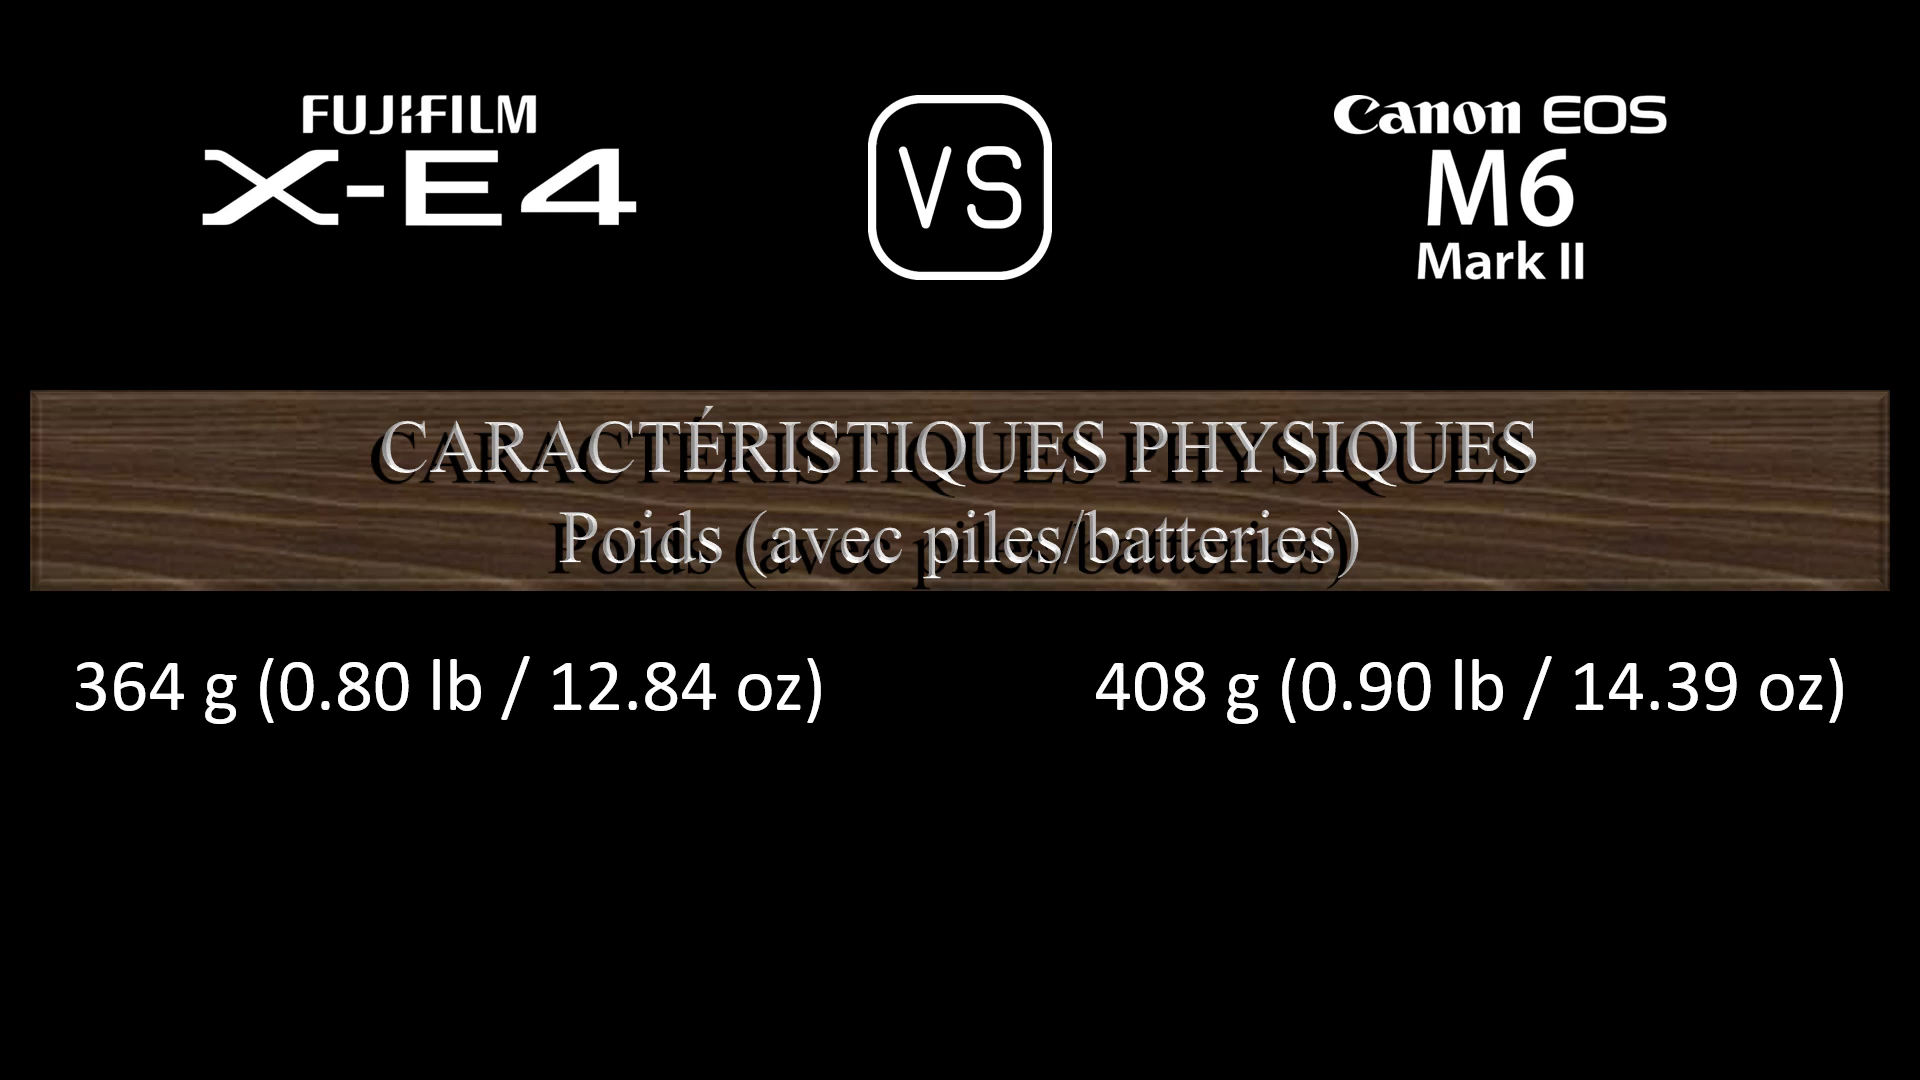 FUJIFILM
X-E4
VS
Canon EOS
M6
Mark II
CARACTÉRISTIQUES PHYSIQUES
Poids (avec piles/batteries)
364 g (0.80 lb / 12.84 oz)
408 g (0.90 lb / 14.39 oz)